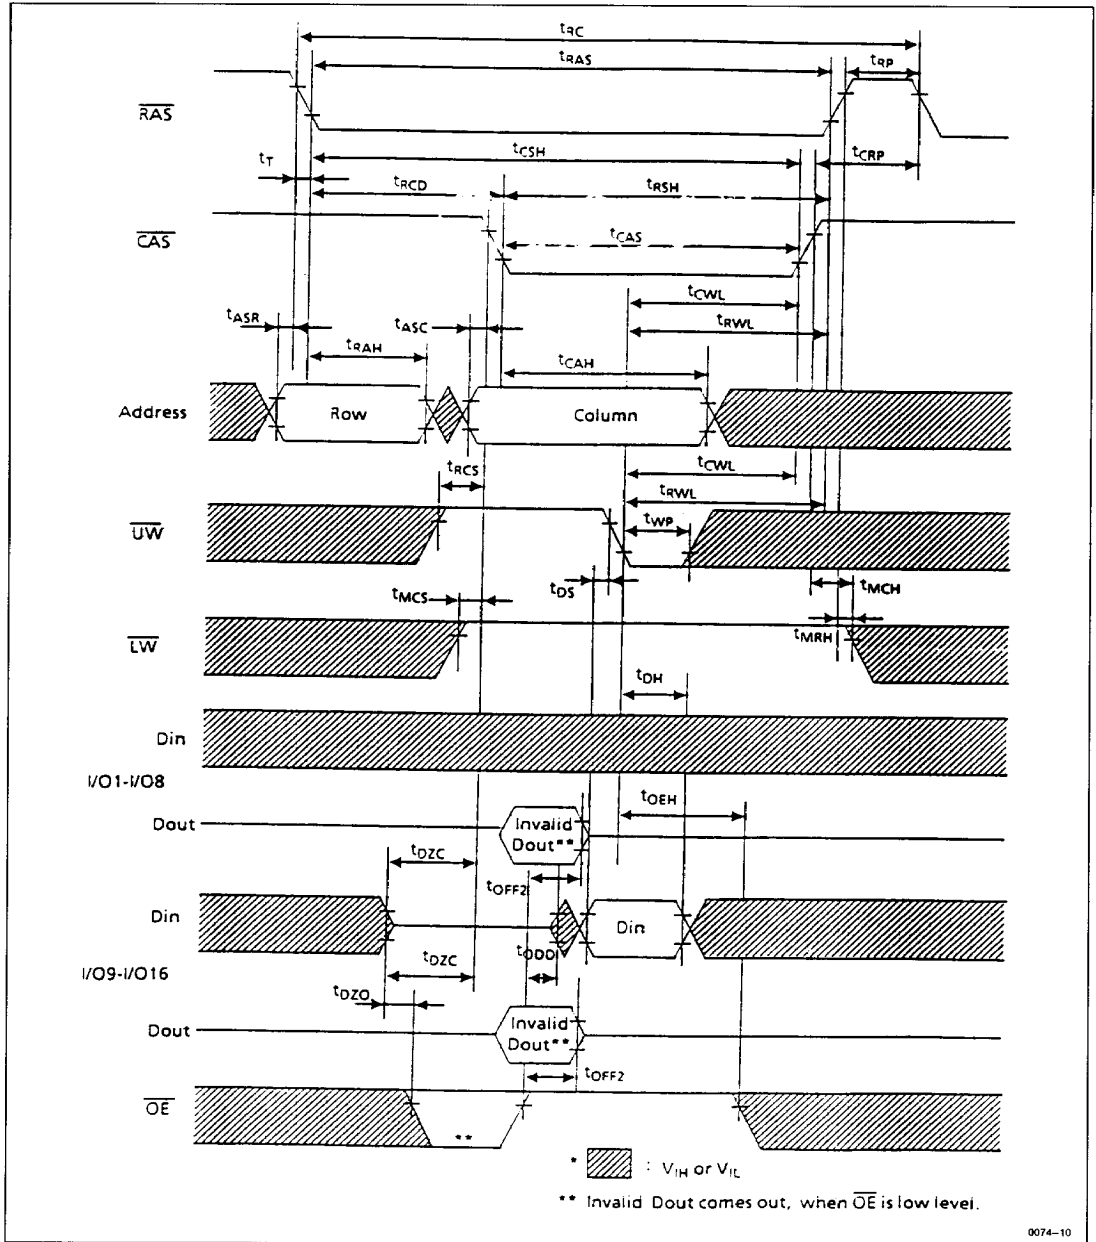 tRC
tRAS
tRP
RAS
tCSH
tCRP
tT
tRCD
tRSH
CAS
tCAS
tCWL
tASR
tASC
tRWL
tRAH
tCAH
Address
Row
Column
tRCS
tCWL
tRWL
UW
tWP
tMCS
tDS
tMCH
LW
tMRH
tDH
Din
I/O1-I/O8
tOEH
Dout
Invalid
Dout**
tDZC
tOFF2
Din
Din
tODD
I/O9-I/O16
tDZC
tDZO
Dout
Invalid
Dout**
tOFF2
OE
**
* : VIH or VIL
** Invalid Dout comes out, when OE is low level.
0074–10